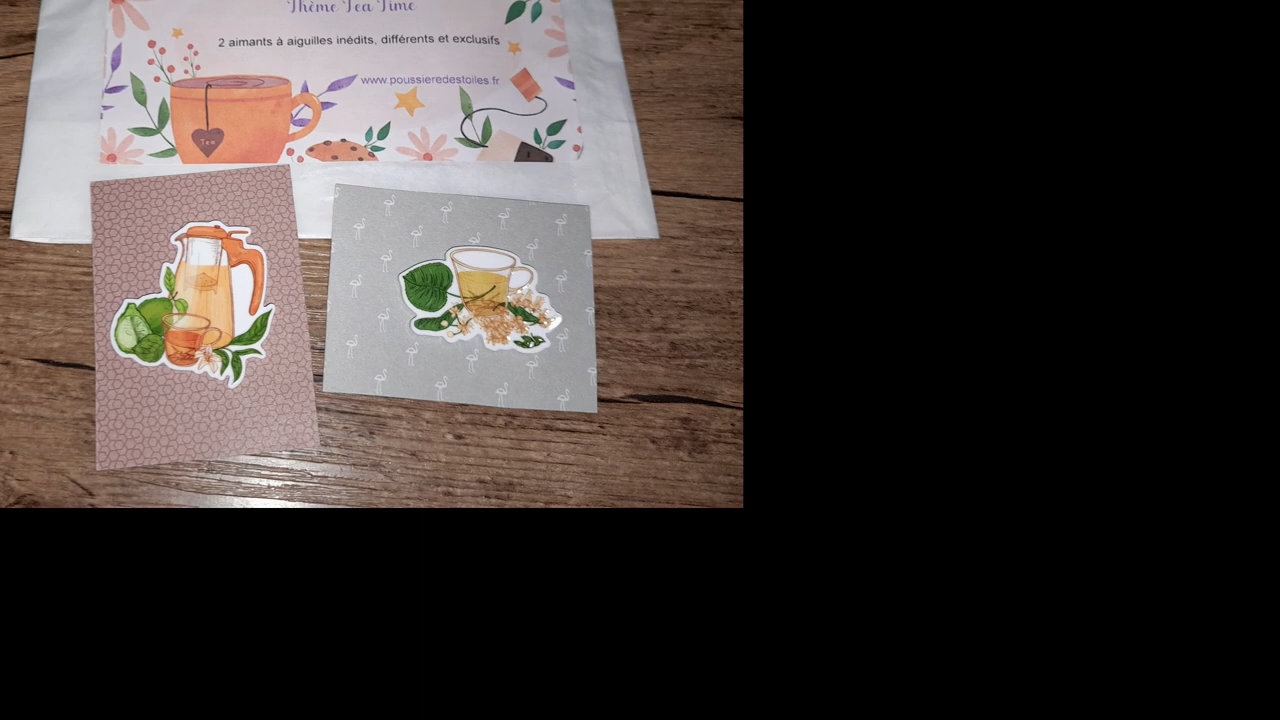 Thème Tea Time
2 aimants à aiguilles inédits, différents et exclusifs
www.poussieredestoiles.fr
Tea